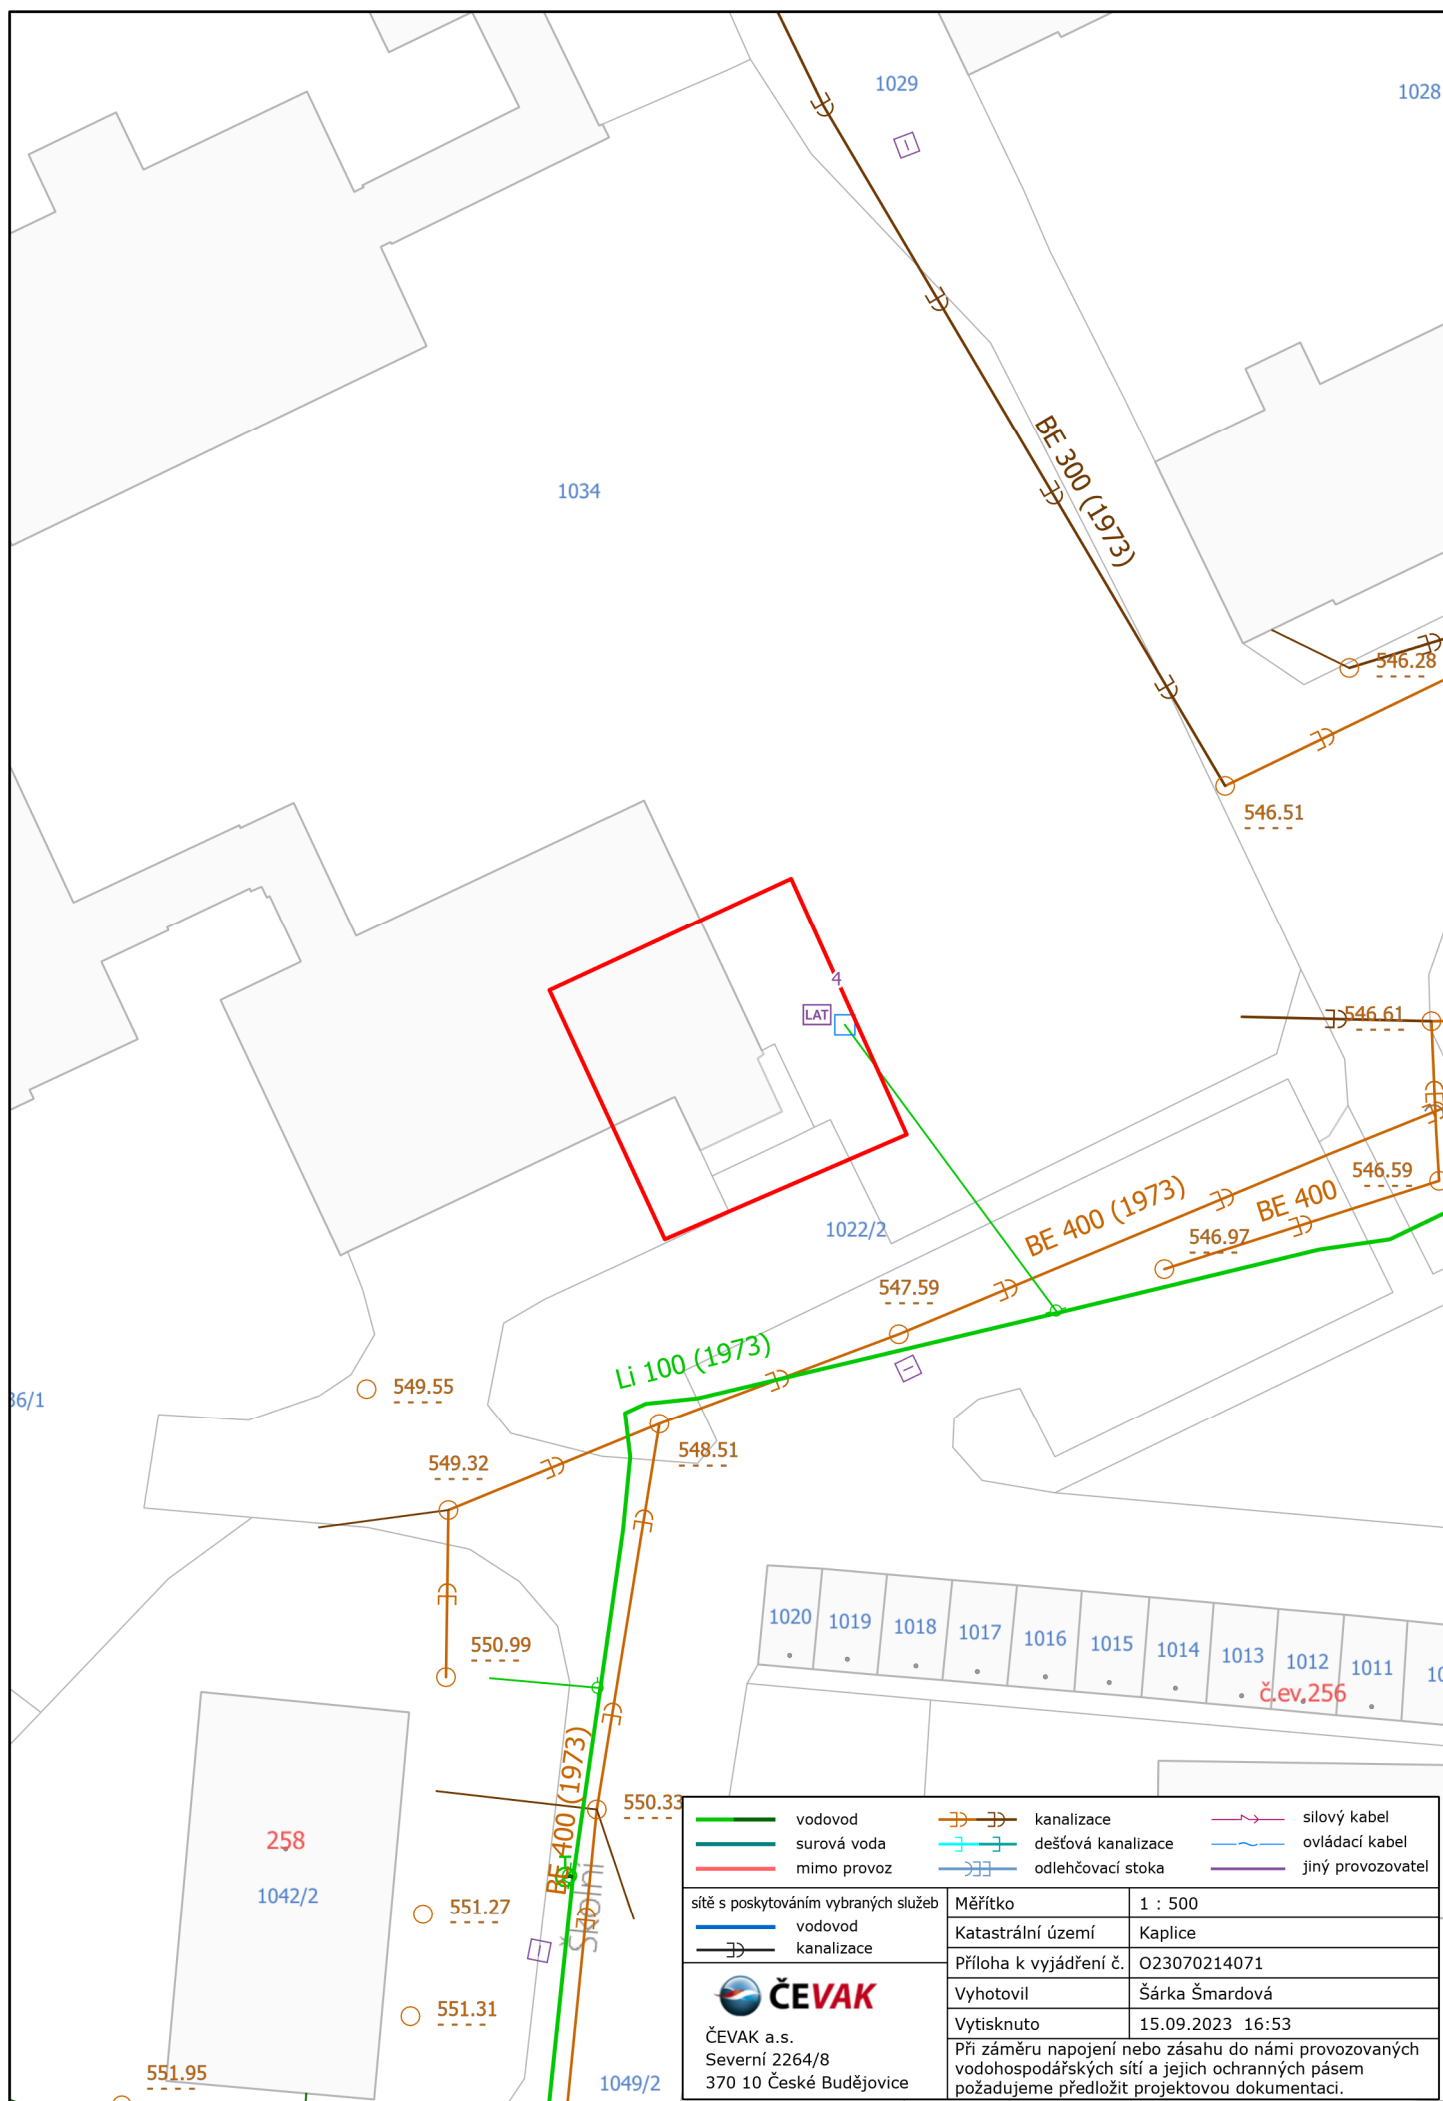 1029
1028
BE 300 (1973)
1034
546.28
546.51
4
LAT
546.61
546.59
BE 400 (1973)
BE 400
1022/2
546.97
547.59
Li 100 (1973)
549.55
36/1
548.51
549.32
1020
1019
1018
1017
1016
1015
1014
1013
1012
1011
10
č.ev.256
550.99
BE 400 (1973)
550.33
258
1042/2
551.27
Školní
551.31
551.95
1049/2
vodovod
kanalizace
silový kabel
surová voda
dešťová kanalizace
ovládací kabel
mimo provoz
odlehčovací stoka
jiný provozovatel
sítě s poskytováním vybraných služeb
vodovod
kanalizace
Měřítko 1 : 500
Katastrální území Kaplice
Příloha k vyjádření č. O23070214071
Vyhotovil Šárka Šmardová
Vytisknuto 15.09.2023 16:53
ČEVAK
ČEVAK a.s.
Severní 2264/8
370 10 České Budějovice
Při záměru napojení nebo zásahu do námi provozovaných
vodohospodářských sítí a jejich ochranných pásem
požadujeme předložit projektovou dokumentaci.